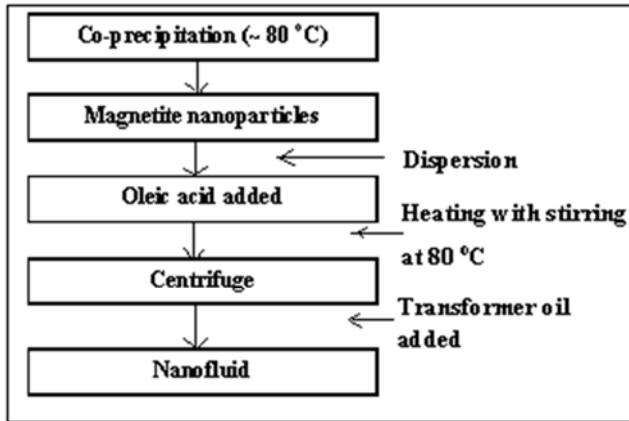 Co-precipitation (~ 80 °C)
Magnetite nanoparticles
Dispersion
Oleic acid added
Heating with stirring
at 80 °C
Centrifuge
Transformer oil
added
Nanofluid